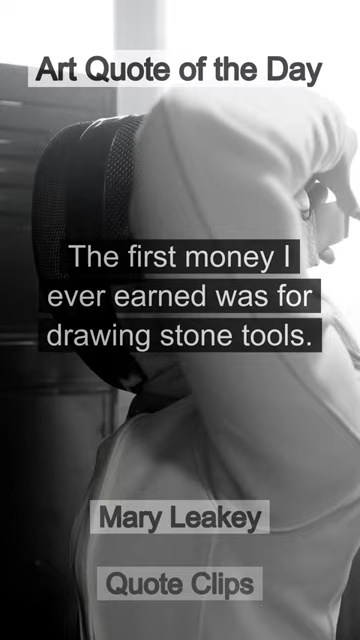 Art Quote of the Day
The first money I
ever earned was for
drawing stone tools.
Mary Leakey
Quote Clips